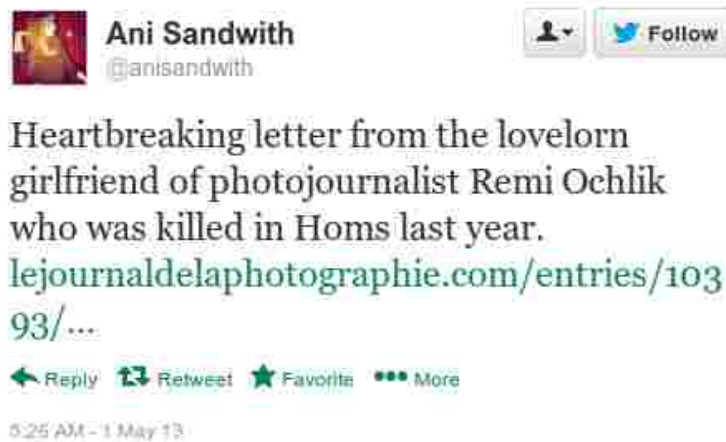 Ani Sandwith
@anisandwith
Follow
Heartbreaking letter from the lovelorn
girlfriend of photojournalist Remi Ochlik
who was killed in Homs last year.
lejournaldelaphotographie.com/entries/103
93/...
Reply Retweet Favorite More
5:26 AM - 1 May 13